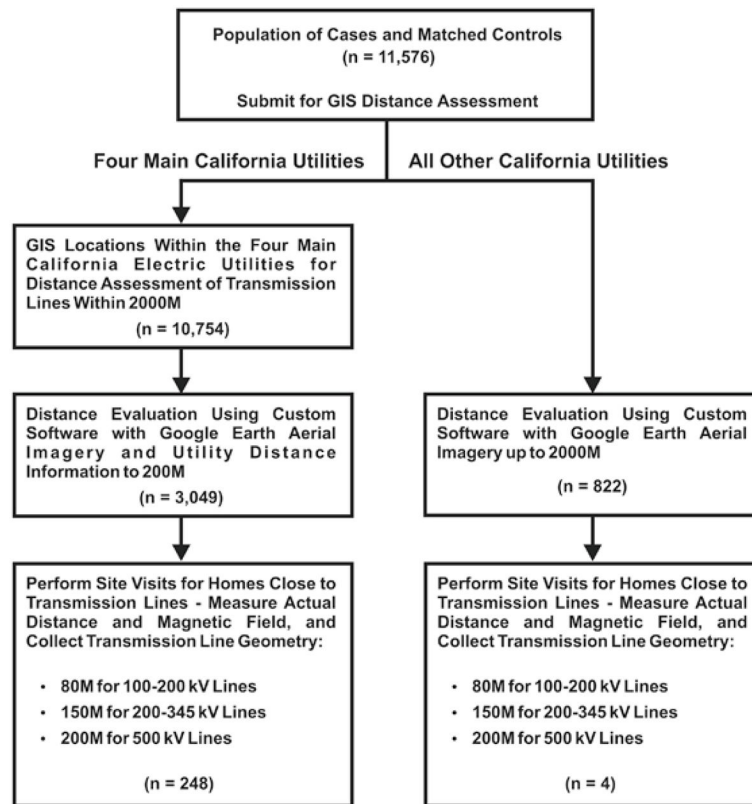 Population of Cases and Matched Controls
(n = 11,576)
Submit for GIS Distance Assessment
Four Main California Utilities
All Other California Utilities
GIS Locations Within the Four Main
California Electric Utilities for
Distance Assessment of Transmission
Lines Within 2000M
(n = 10,754)
Distance Evaluation Using Custom
Software with Google Earth Aerial
Imagery and Utility Distance
Information to 200M
(n = 3,049)
Distance Evaluation Using Custom
Software with Google Earth Aerial
Imagery up to 2000M
(n = 822)
Perform Site Visits for Homes Close to
Transmission Lines - Measure Actual
Distance and Magnetic Field, and
Collect Transmission Line Geometry:
• 80M for 100-200 kV Lines
• 150M for 200-345 kV Lines
• 200M for 500 kV Lines
(n = 248)
Perform Site Visits for Homes Close to
Transmission Lines - Measure Actual
Distance and Magnetic Field, and
Collect Transmission Line Geometry:
• 80M for 100-200 kV Lines
• 150M for 200-345 kV Lines
• 200M for 500 kV Lines
(n = 4)